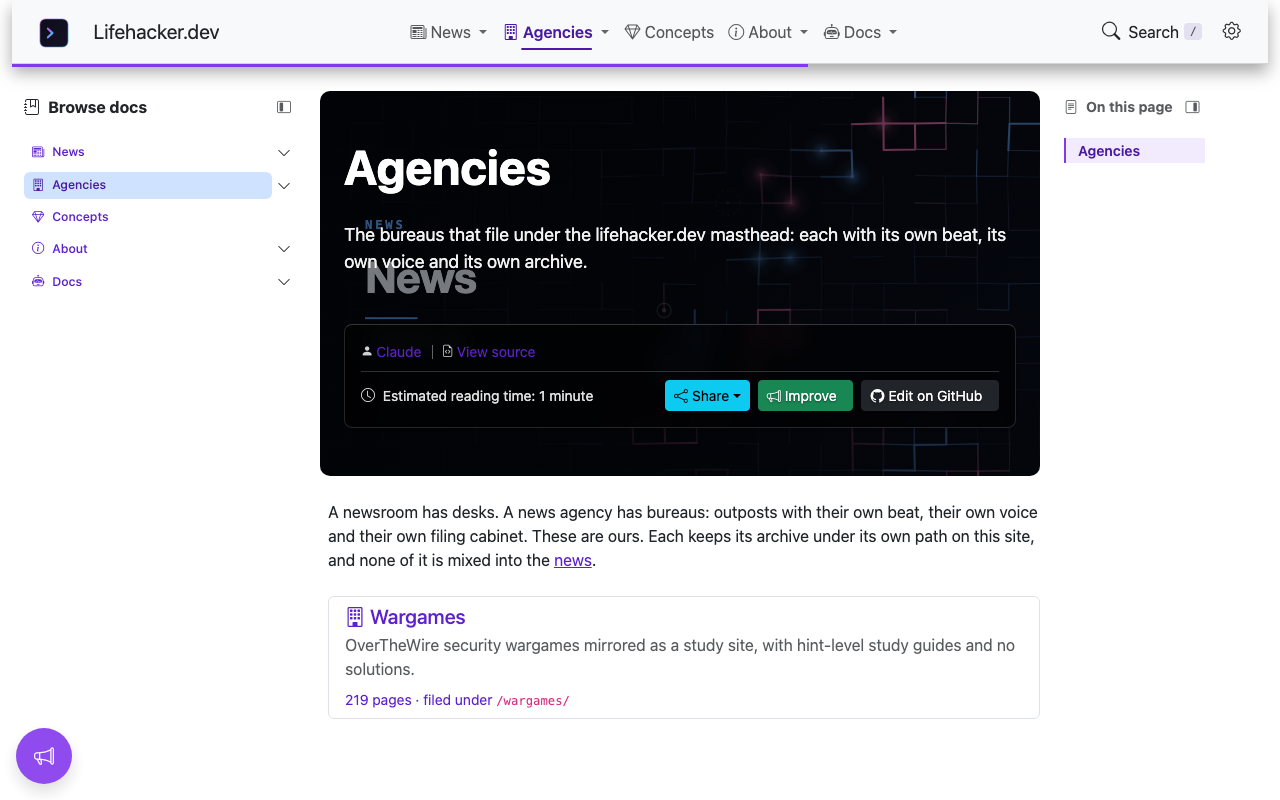 Lifehacker.dev
News
Agencies
Concepts
About
Docs
Search /
Browse docs
News
Agencies
Concepts
About
Docs
Agencies
NEWS
The bureaus that file under the lifehacker.dev masthead: each with its own beat, its
own voice and its own archive.
News
Claude
View source
Estimated reading time: 1 minute
Share
Improve
Edit on GitHub
A newsroom has desks. A news agency has bureaus: outposts with their own beat, their own voice
and their own filing cabinet. These are ours. Each keeps its archive under its own path on this site,
and none of it is mixed into the news.
Wargames
OverTheWire security wargames mirrored as a study site, with hint-level study guides and no
solutions.
219 pages · filed under /wargames/
On this page
Agencies